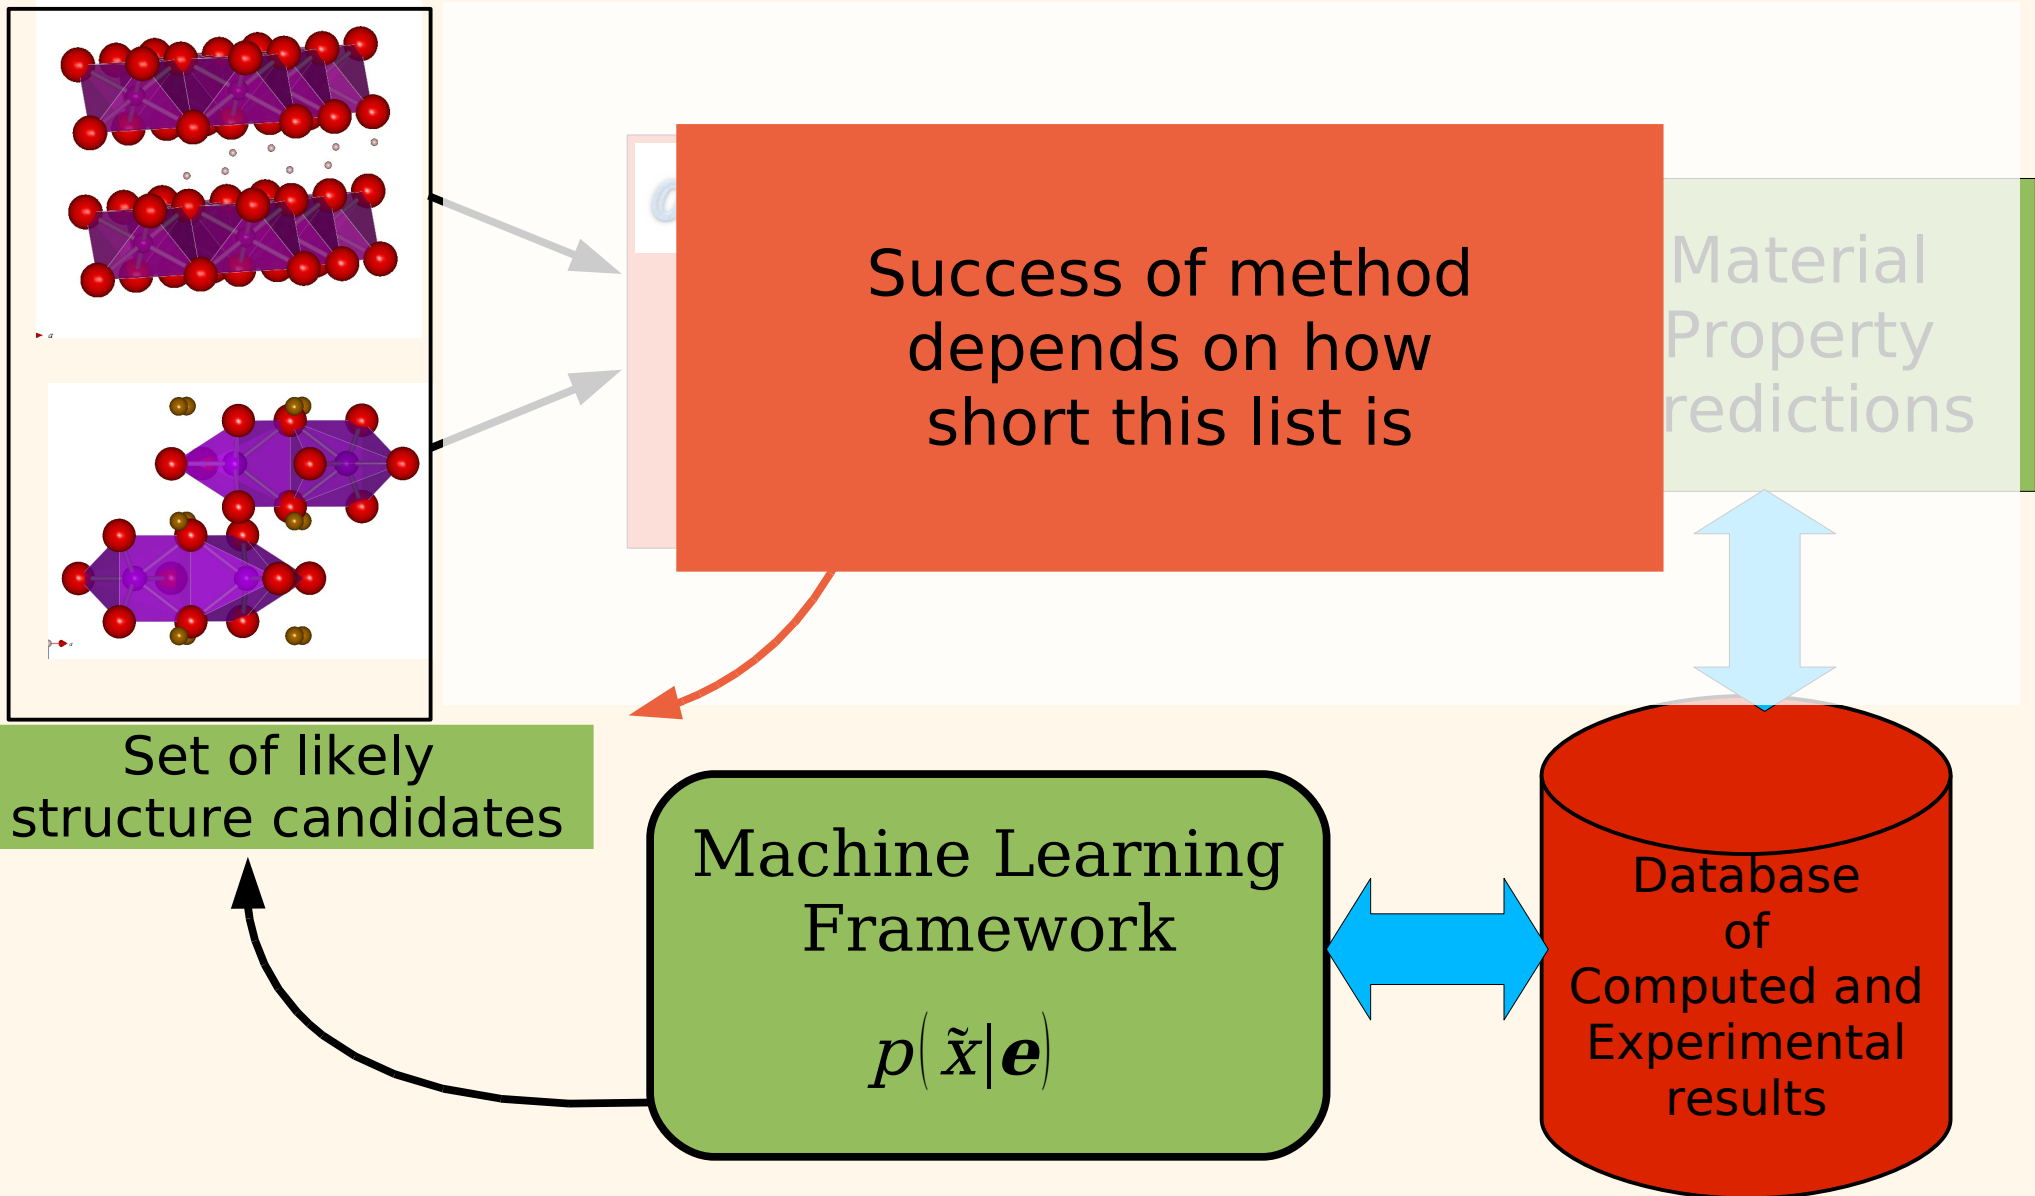 Success of method
depends on how
short this list is
Material
Property
redictions
Set of likely
structure candidates
Machine Learning
Framework
p(x̃|e)
Database
of
Computed and
Experimental
results